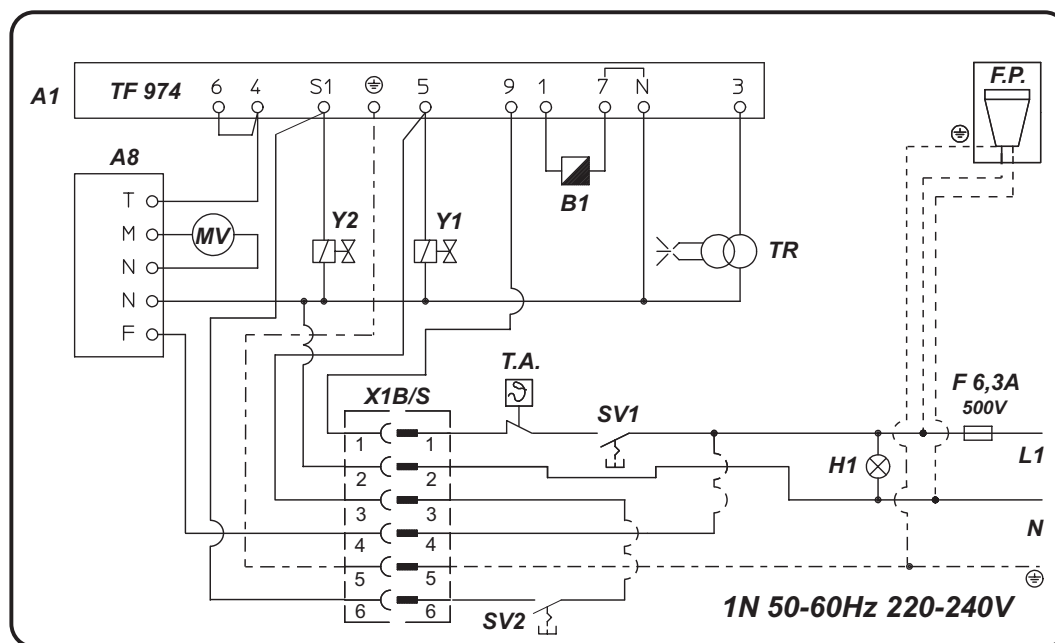 A1 TF 974 6 4 S1 5 9 1 7 N 3
F.P.
A8
T
M MV
N
N
F
Y2 Y1
B1
TR
T.A.
X1B/S
SV1
F 6,3A
500V
1 1
H1
L1
2 2
3 3
N
4 4
5 5
6 6
SV2
1N 50-60Hz 220-240V